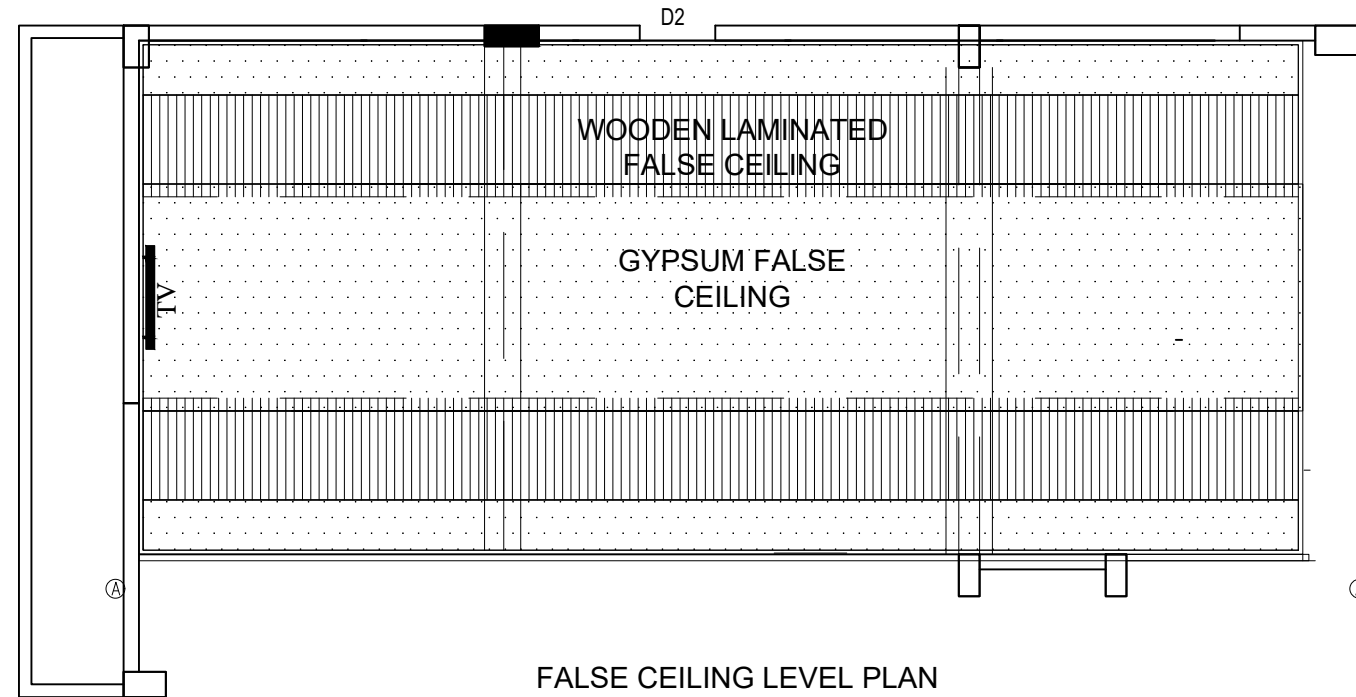 D2
WOODEN LAMINATED
FALSE CEILING
GYPSUM FALSE
CEILING
TV
A
FALSE CEILING LEVEL PLAN